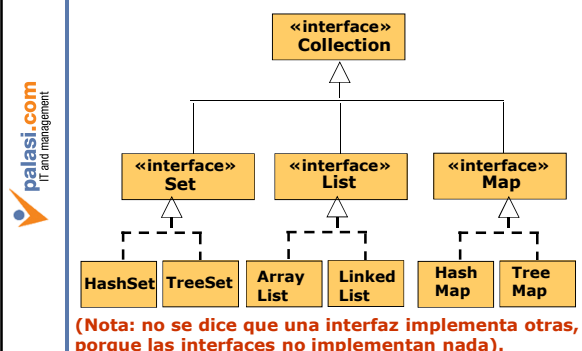 palasi.com
IT and management
«interface»
Collection
«interface»
Set
«interface»
List
«interface»
Map
HashSet
TreeSet
Array
List
Linked
List
Hash
Map
Tree
Map
(Nota: no se dice que una interfaz implementa otras,
porque las interfaces no implementan nada).